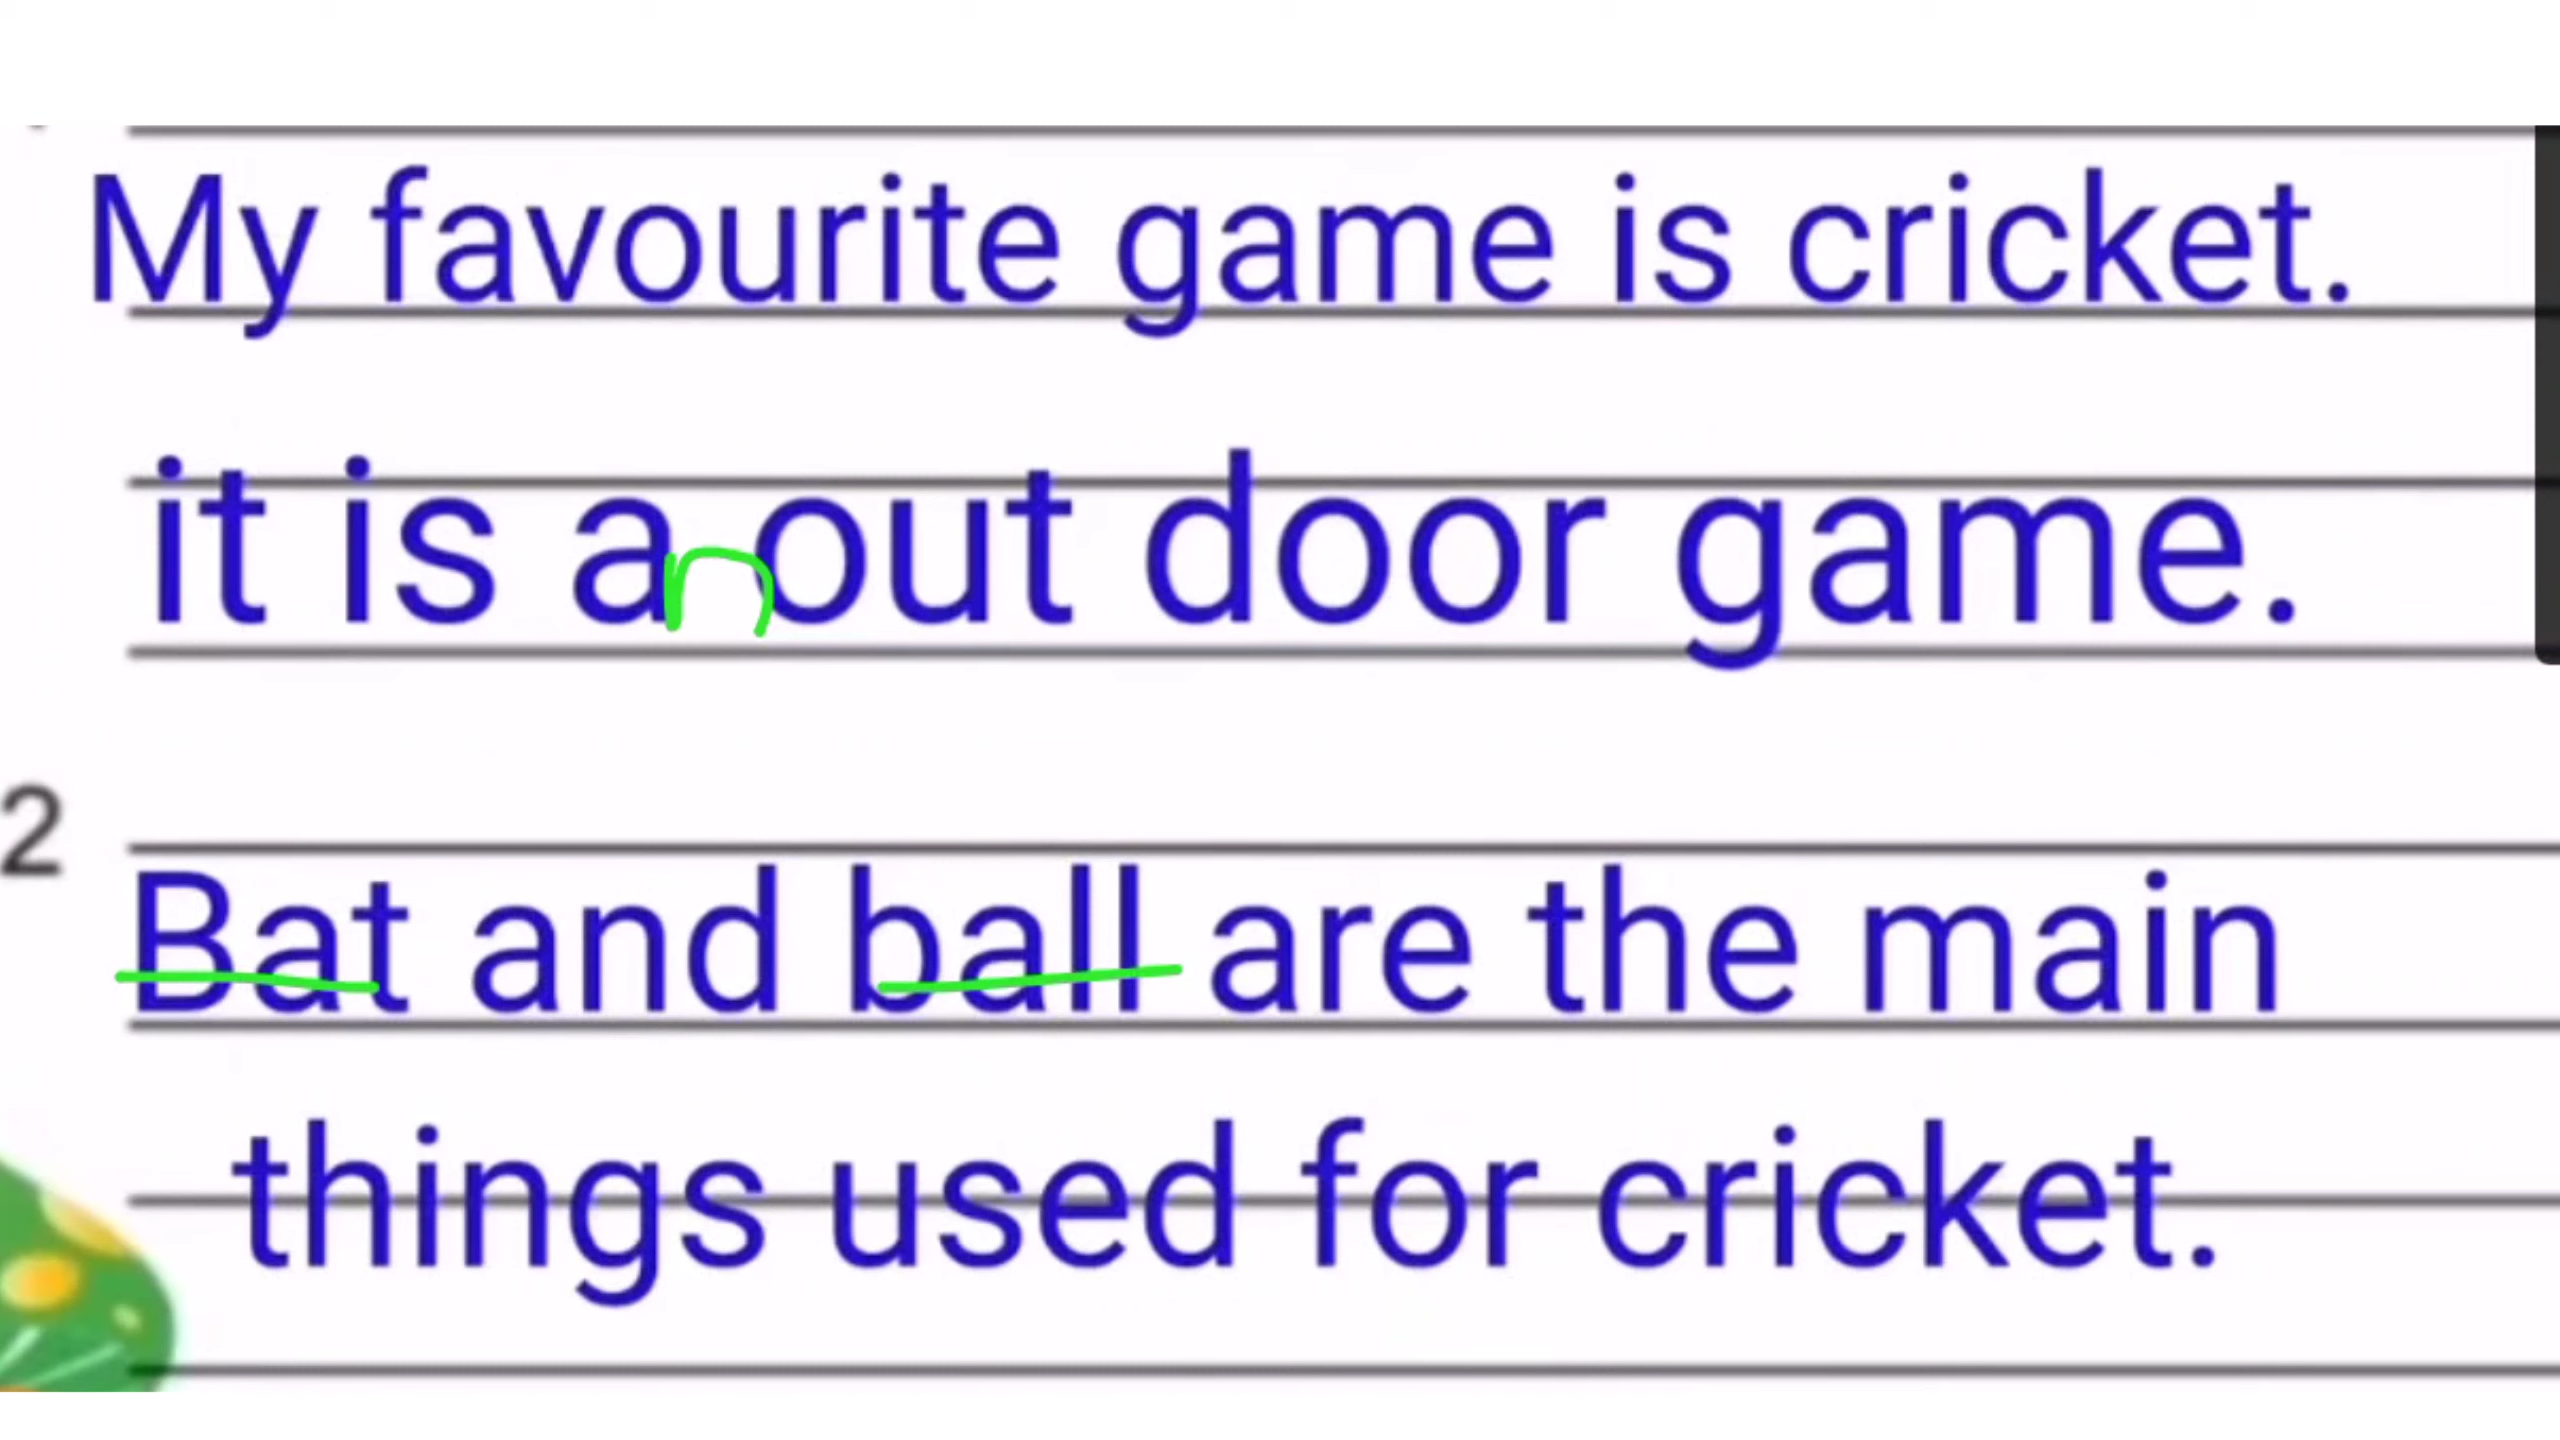 My favourite game is cricket.
it is an out door game.
2
Bat and ball are the main
things used for cricket.